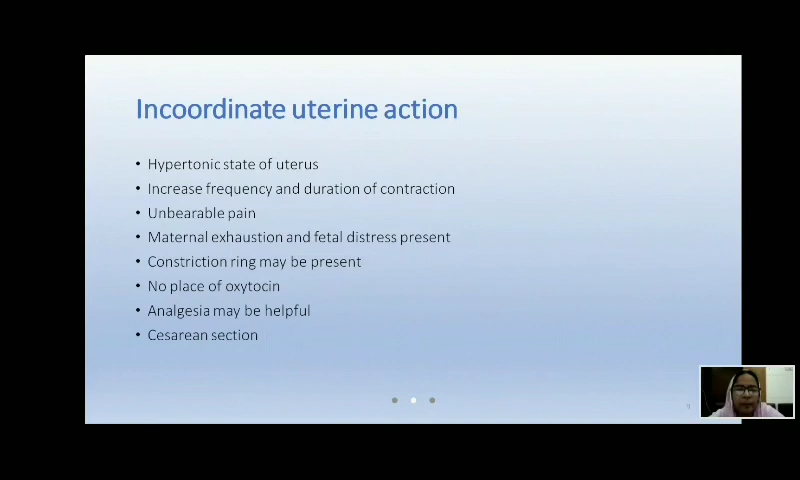 Incoordinate uterine action
• Hypertonic state of uterus
• Increase frequency and duration of contraction
• Unbearable pain
• Maternal exhaustion and fetal distress present
• Constriction ring may be present
• No place of oxytocin
• Analgesia may be helpful
• Cesarean section
9